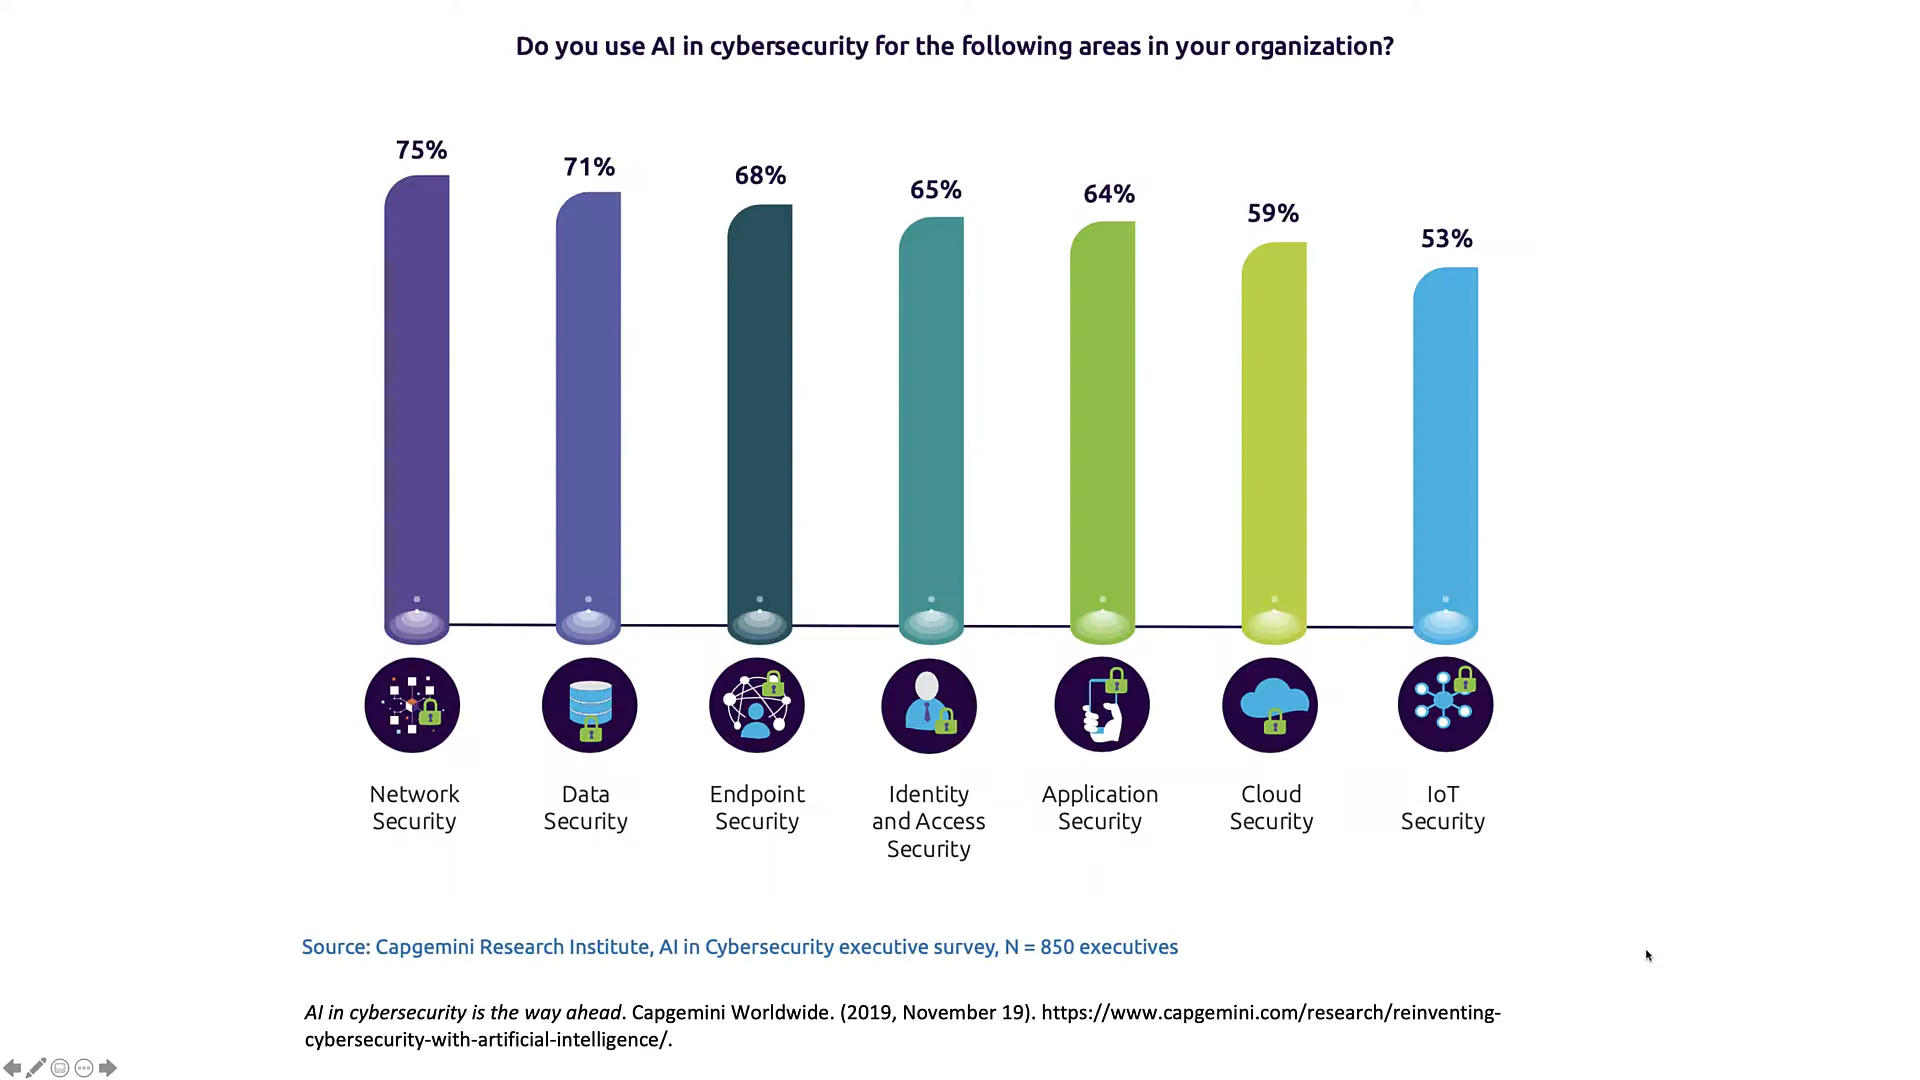 Do you use AI in cybersecurity for the following areas in your organization?
75%
71%
68%
65%
64%
59%
53%
Network
Security
Data
Security
Endpoint
Security
Identity
and Access
Security
Application
Security
Cloud
Security
IoT
Security
Source: Capgemini Research Institute, AI in Cybersecurity executive survey, N = 850 executives
AI in cybersecurity is the way ahead. Capgemini Worldwide. (2019, November 19). https://www.capgemini.com/research/reinventing-
cybersecurity-with-artificial-intelligence/.